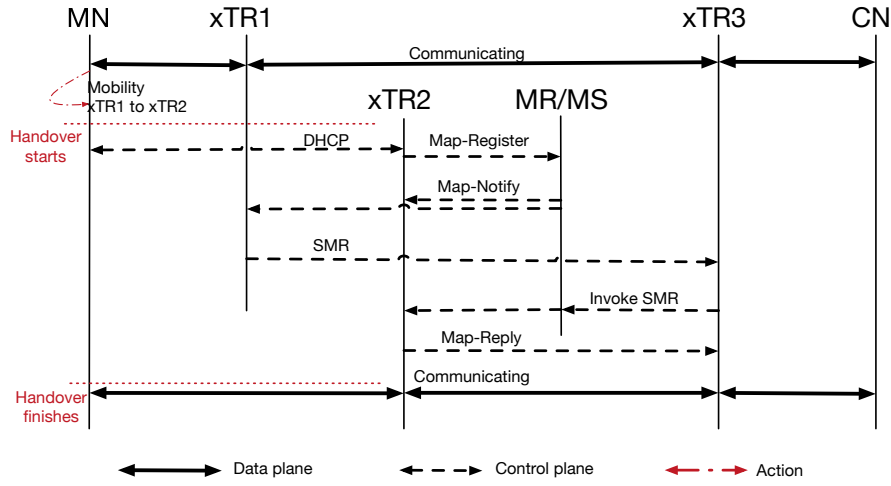 MN xTR1 xTR3 CN
Communicating
Mobility
xTR1 to xTR2
xTR2 MR/MS
Handover
starts
DHCP
Map-Register
Map-Notify
SMR
Invoke SMR
Map-Reply
Communicating
Handover
finishes
Data plane Control plane Action